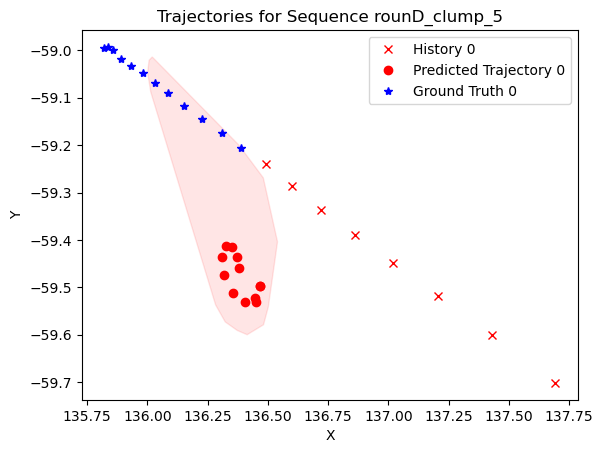 Trajectories for Sequence rounD_clump_5
History 0
Predicted Trajectory 0
Ground Truth 0
Y
−59.0
−59.1
−59.2
−59.3
−59.4
−59.5
−59.6
−59.7
135.75 136.00 136.25 136.50 136.75 137.00 137.25 137.50 137.75
X